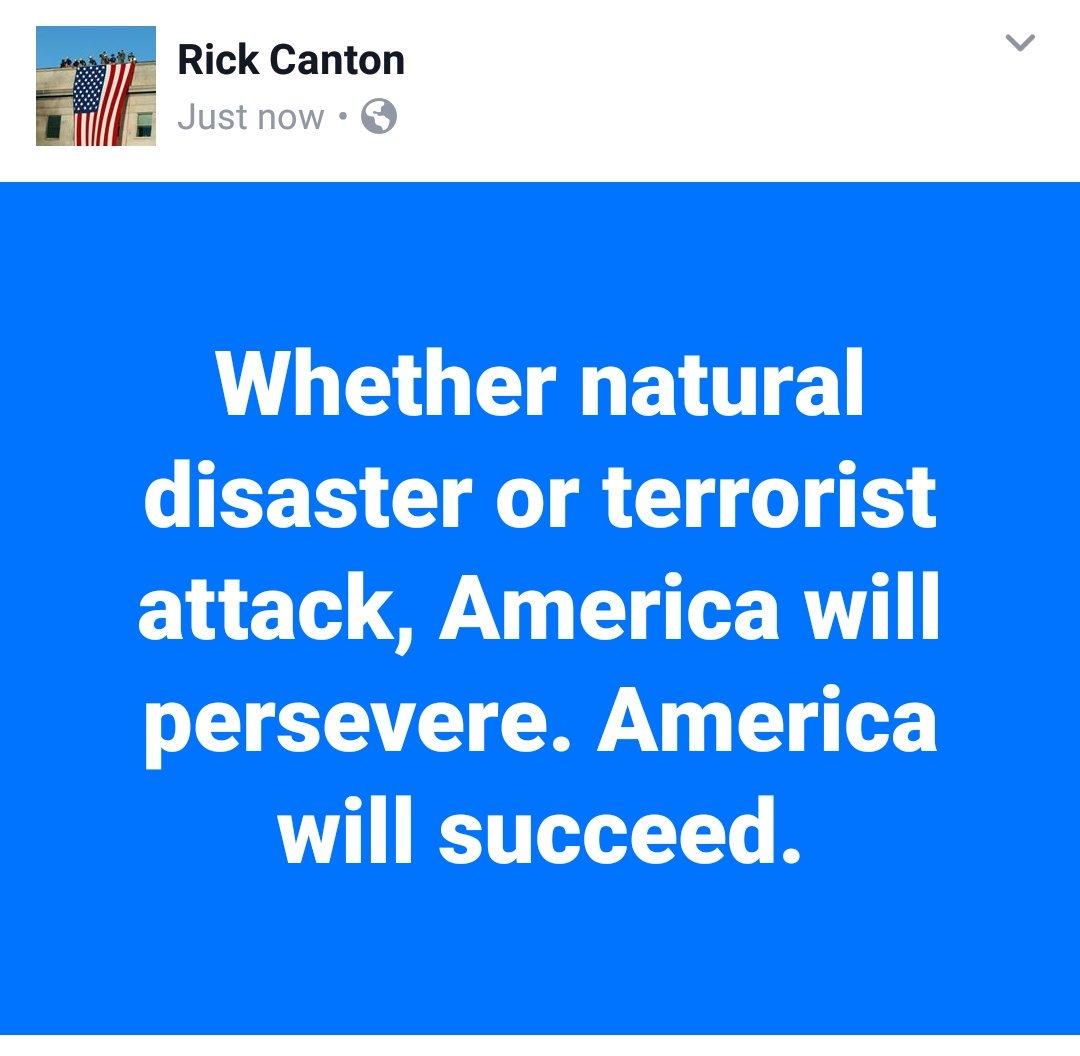 Rick Canton
Just now •
Whether natural
disaster or terrorist
attack, America will
persevere. America
will succeed.